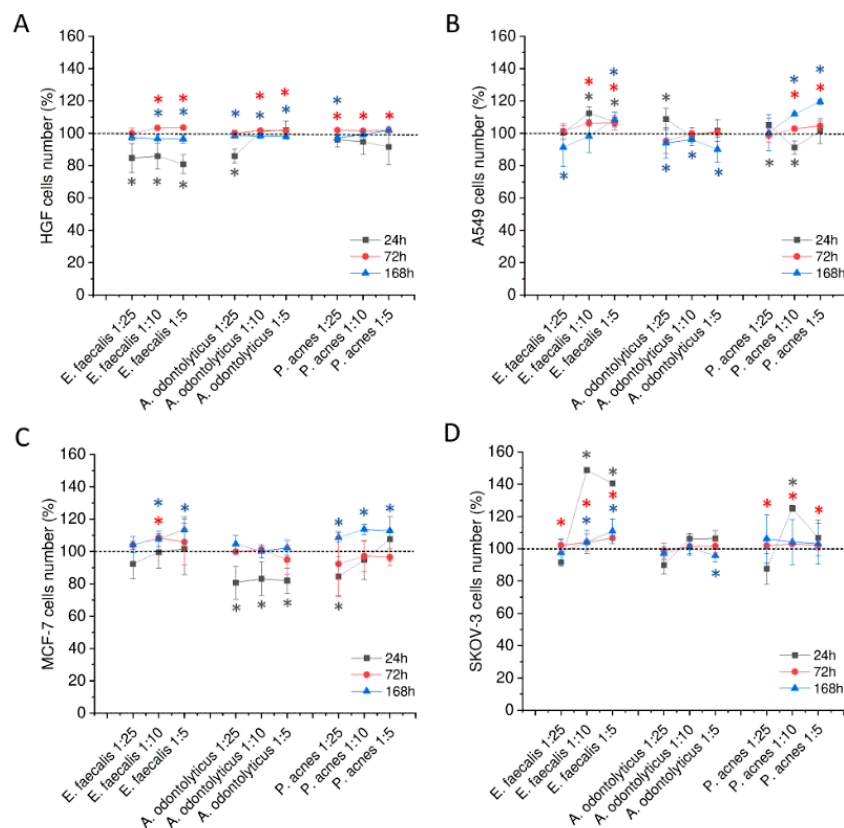 A
HGF cells number (%)
160
140
120
100
80
60
40
20
0
* * * * * * * * * * * * * * * *
24h
72h
168h
E. faecalis 1:25
E. faecalis 1:10
E. faecalis 1:5
A. odontolyticus 1:25
A. odontolyticus 1:10
A. odontolyticus 1:5
P. acnes 1:25
P. acnes 1:10
P. acnes 1:5
B
A549 cells number (%)
160
140
120
100
80
60
40
20
0
24h
72h
168h
E. faecalis 1:25
E. faecalis 1:10
E. faecalis 1:5
A. odontolyticus 1:25
A. odontolyticus 1:10
A. odontolyticus 1:5
P. acnes 1:25
P. acnes 1:10
P. acnes 1:5
C
MCF-7 cells number (%)
160
140
120
100
80
60
40
20
0
24h
72h
168h
E. faecalis 1:25
E. faecalis 1:10
E. faecalis 1:5
A. odontolyticus 1:25
A. odontolyticus 1:10
A. odontolyticus 1:5
P. acnes 1:25
P. acnes 1:10
P. acnes 1:5
D
SKOV-3 cells number (%)
160
140
120
100
80
60
40
20
0
24h
72h
168h
E. faecalis 1:25
E. faecalis 1:10
E. faecalis 1:5
A. odontolyticus 1:25
A. odontolyticus 1:10
A. odontolyticus 1:5
P. acnes 1:25
P. acnes 1:10
P. acnes 1:5